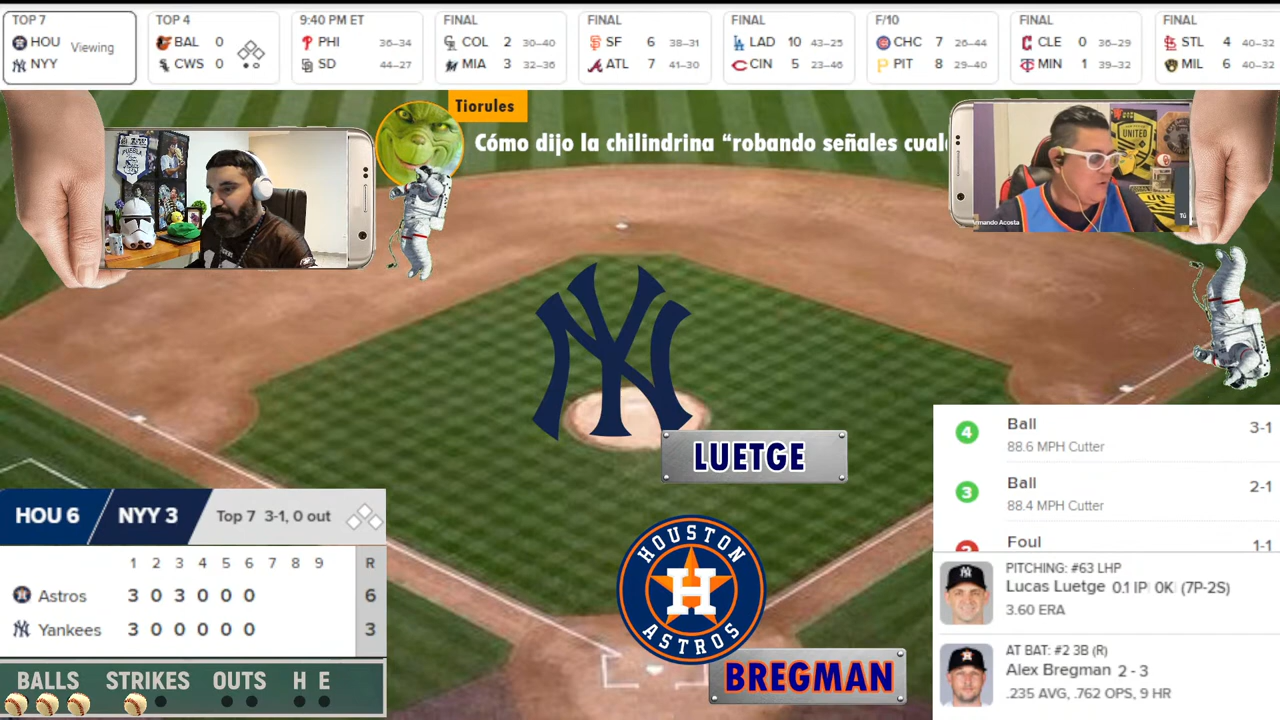 TOP 7
HOU Viewing
NYY
TOP 4
BAL 0
CWS 0
9:40 PM ET
PHI 36-34
SD 44-27
FINAL
COL 2 30-40
MIA 3 32-36
FINAL
SF 6 38-31
ATL 7 41-30
FINAL
LAD 10 43-25
CIN 5 23-46
F/10
CHC 7 26-44
PIT 8 29-40
FINAL
CLE 0 36-29
MIN 1 39-32
FINAL
STL 4 40-32
MIL 6 40-32
Tiorules
Cómo dijo la chilindrina “robando señales cual
PUEBLA
UNITED
rmando Acosta
Tú
LUETGE
HOUSTON
H
ASTROS
BREGMAN
4 Ball 3-1
88.6 MPH Cutter
3 Ball 2-1
88.4 MPH Cutter
Foul 1-1
PITCHING: #63 LHP
Lucas Luetge 0.1 IP 0K (7P-2S)
3.60 ERA
AT BAT: #2 3B (R)
Alex Bregman 2 - 3
.235 AVG, .762 OPS, 9 HR
HOU 6 NYY 3 Top 7 3-1, 0 out
1 2 3 4 5 6 7 8 9 R
Astros 3 0 3 0 0 0 6
Yankees 3 0 0 0 0 0 3
BALLS STRIKES OUTS H E